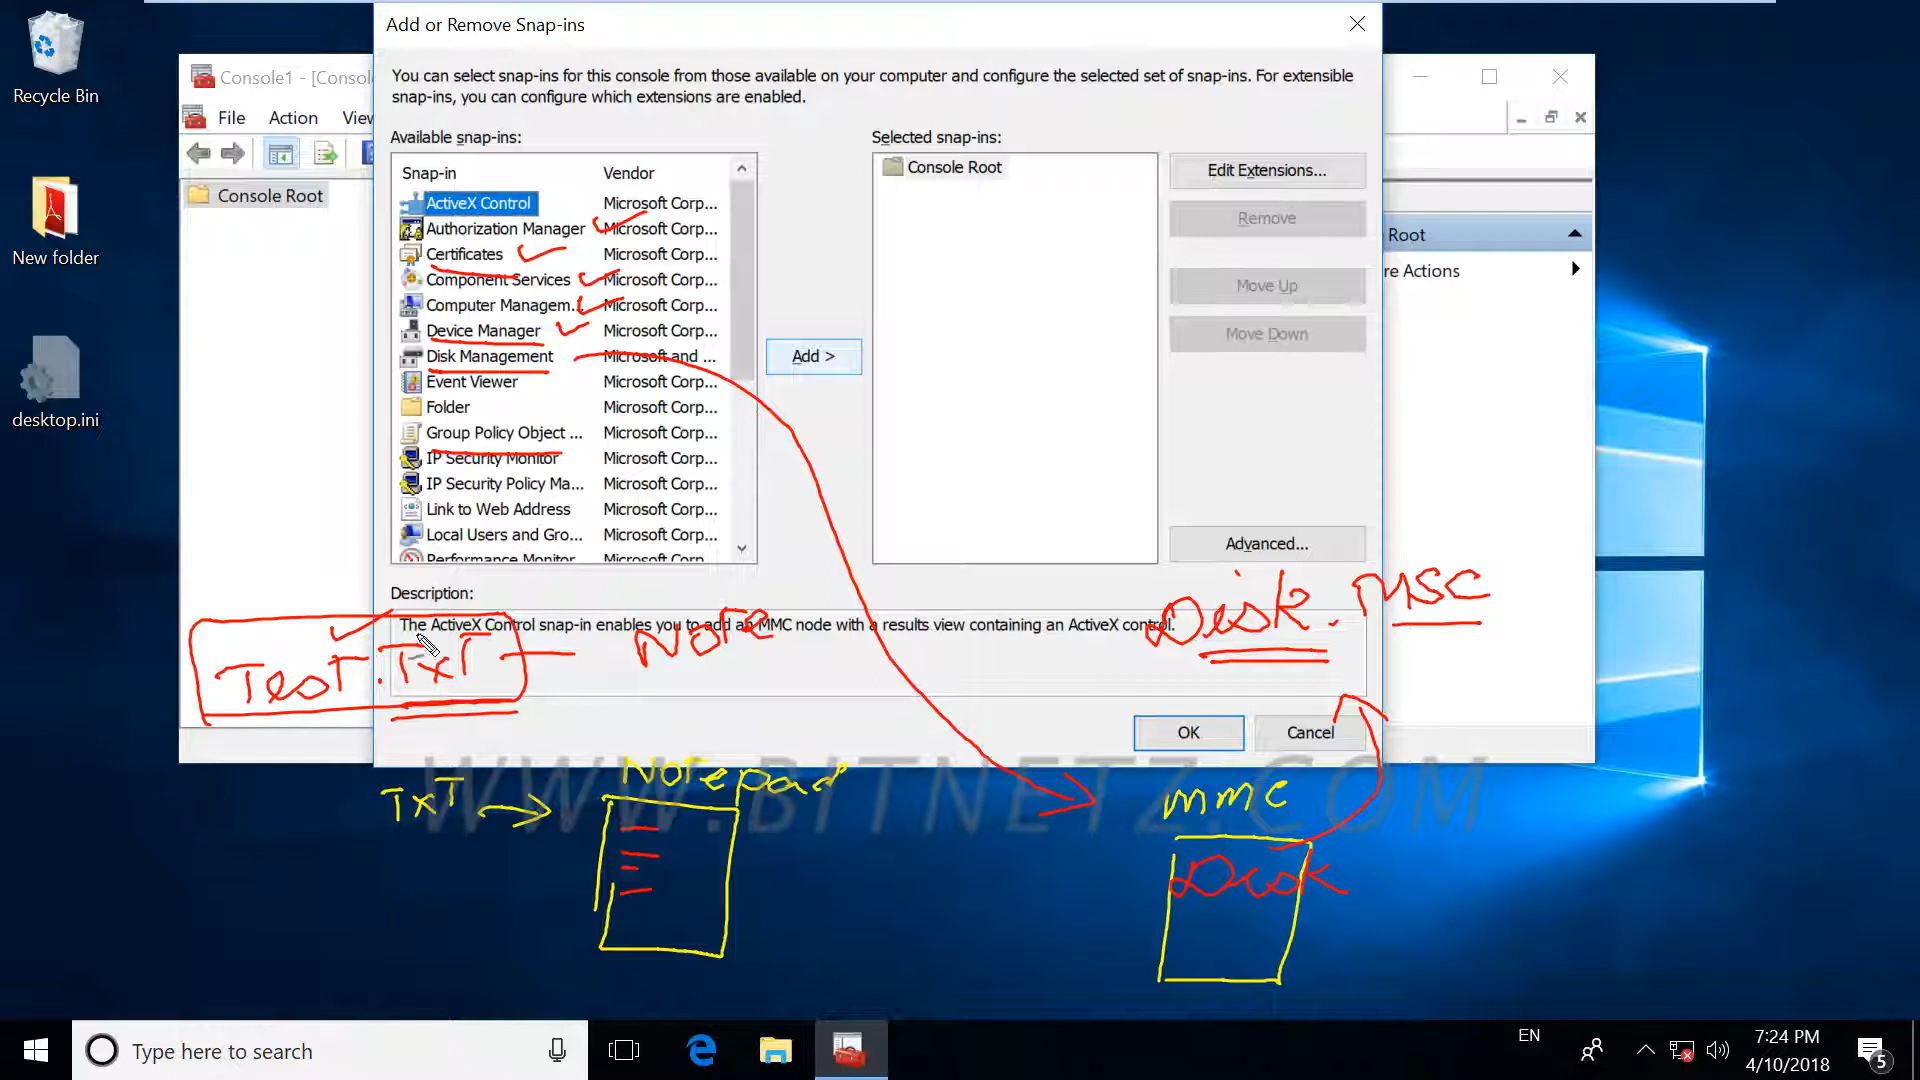 Add or Remove Snap-ins
Recycle Bin
Console1 - [Consol
File Action View
You can select snap-ins for this console from those available on your computer and configure the selected set of snap-ins. For extensible
snap-ins, you can configure which extensions are enabled.
Available snap-ins:
Selected snap-ins:
Snap-in Vendor
ActiveX Control Microsoft Corp...
Authorization Manager Microsoft Corp...
Certificates Microsoft Corp...
Component Services Microsoft Corp...
Computer Managem... Microsoft Corp...
Device Manager Microsoft Corp...
Disk Management Microsoft and ...
Event Viewer Microsoft Corp...
Folder Microsoft Corp...
Group Policy Object ... Microsoft Corp...
IP Security Monitor Microsoft Corp...
IP Security Policy Ma... Microsoft Corp...
Link to Web Address Microsoft Corp...
Local Users and Gro... Microsoft Corp...
Performance Monitor Microsoft Corp...
Console Root
Console Root
Add >
Edit Extensions...
Remove
Move Up
Move Down
Advanced...
Root
re Actions
New folder
desktop.ini
Description:
The ActiveX Control snap-in enables you to add an MMC node with a results view containing an ActiveX control.
Disk.MSC
Note
Test.TxT
OK
Cancel
WWW.BITNETZ.COM
TxT
Notepad
MMC
Disk
Type here to search
EN
7:24 PM
4/10/2018
5